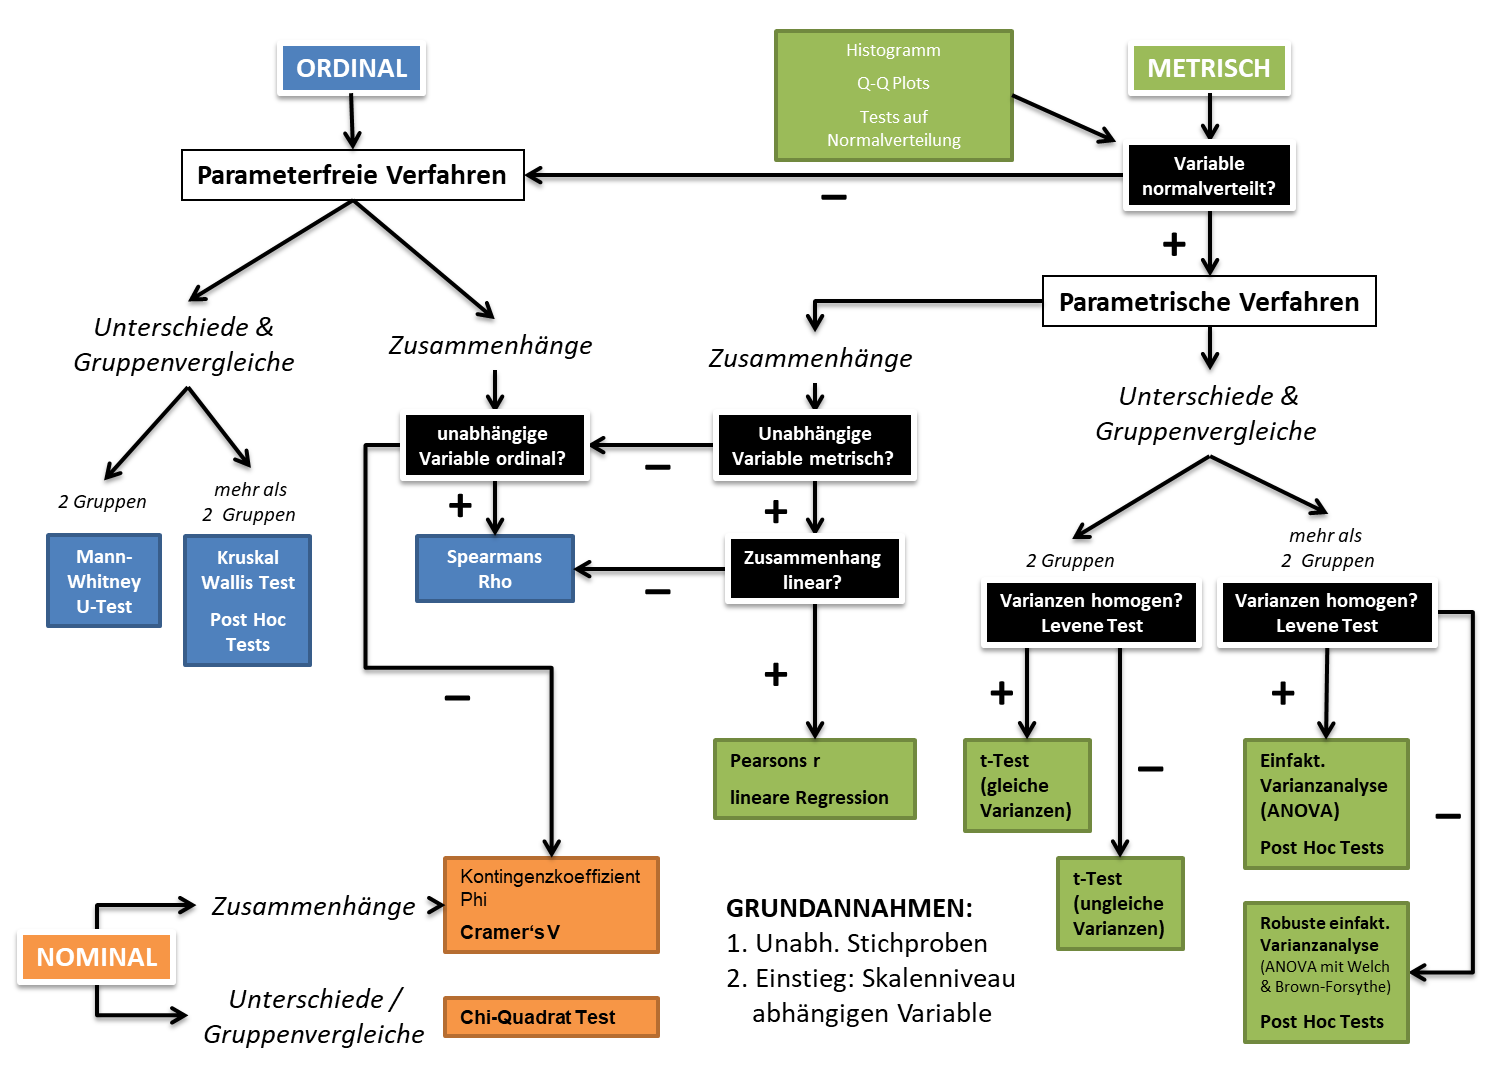 ORDINAL
Histogramm
Q-Q Plots
Tests auf
Normalverteilung
METRISCH
Parameterfreie Verfahren
Variable
normalverteilt?
–
+
Parametrische Verfahren
Unterschiede &
Gruppenvergleiche
Zusammenhänge
Zusammenhänge
Unterschiede &
Gruppenvergleiche
unabhängige
Variable ordinal?
–
Unabhängige
Variable metrisch?
+
+
2 Gruppen
mehr als
2 Gruppen
Mann-
Whitney
U-Test
Kruskal
Wallis Test
Post Hoc
Tests
Spearmans
Rho
–
Zusammenhang
linear?
2 Gruppen
mehr als
2 Gruppen
Varianzen homogen?
Levene Test
Varianzen homogen?
Levene Test
–
+
+
+
Pearsons r
lineare Regression
t-Test
(gleiche
Varianzen)
–
Einfakt.
Varianzanalyse
(ANOVA)
Post Hoc Tests
–
Zusammenhänge
Kontingenzkoeffizient
Phi
Cramer‘s V
NOMINAL
Unterschiede /
Gruppenvergleiche
Chi-Quadrat Test
GRUNDANNAHMEN:
1. Unabh. Stichproben
2. Einstieg: Skalenniveau
abhängigen Variable
t-Test
(ungleiche
Varianzen)
Robuste einfakt.
Varianzanalyse
(ANOVA mit Welch
& Brown-Forsythe)
Post Hoc Tests